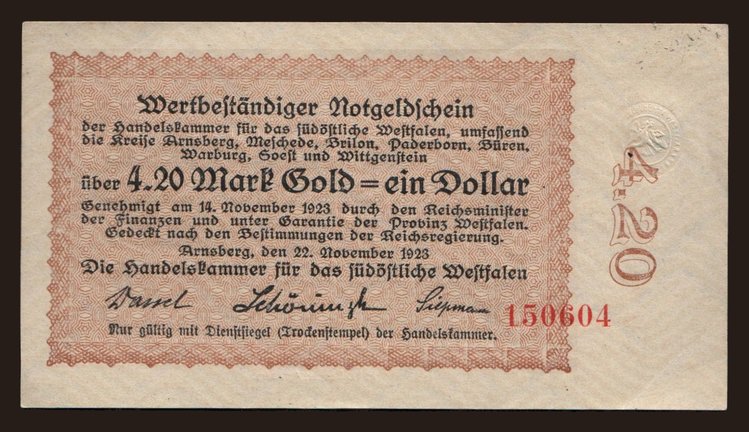 Wertbeständiger Notgeldschein
der Handelskammer für das südöstliche Westfalen, umfassend
die Kreise Arnsberg, Meschede, Brilon, Paderborn, Büren,
Warburg, Soest und Wittgenstein
über 4.20 Mark Gold = ein Dollar
Genehmigt am 14. November 1923 durch den Reichsminister
der Finanzen und unter Garantie der Provinz Westfalen.
Gedeckt nach den Bestimmungen der Reichsregierung.
Arnsberg, den 22. November 1923
Die Handelskammer für das südöstliche Westfalen
Dassel Schöningh Siepmann
150604
Nur gültig mit Dienstsiegel (Trockenstempel) der Handelskammer.
4.20